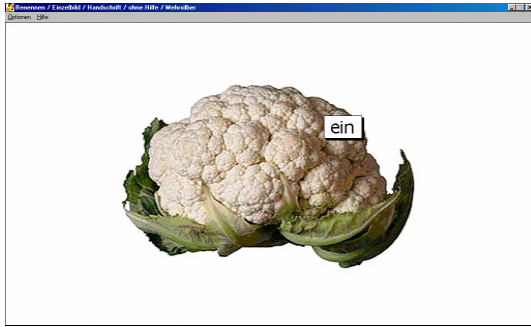 Benennen / Einzelbild / Handschrift / ohne Hilfe / Mehrsilber
Optionen Hilfe
ein